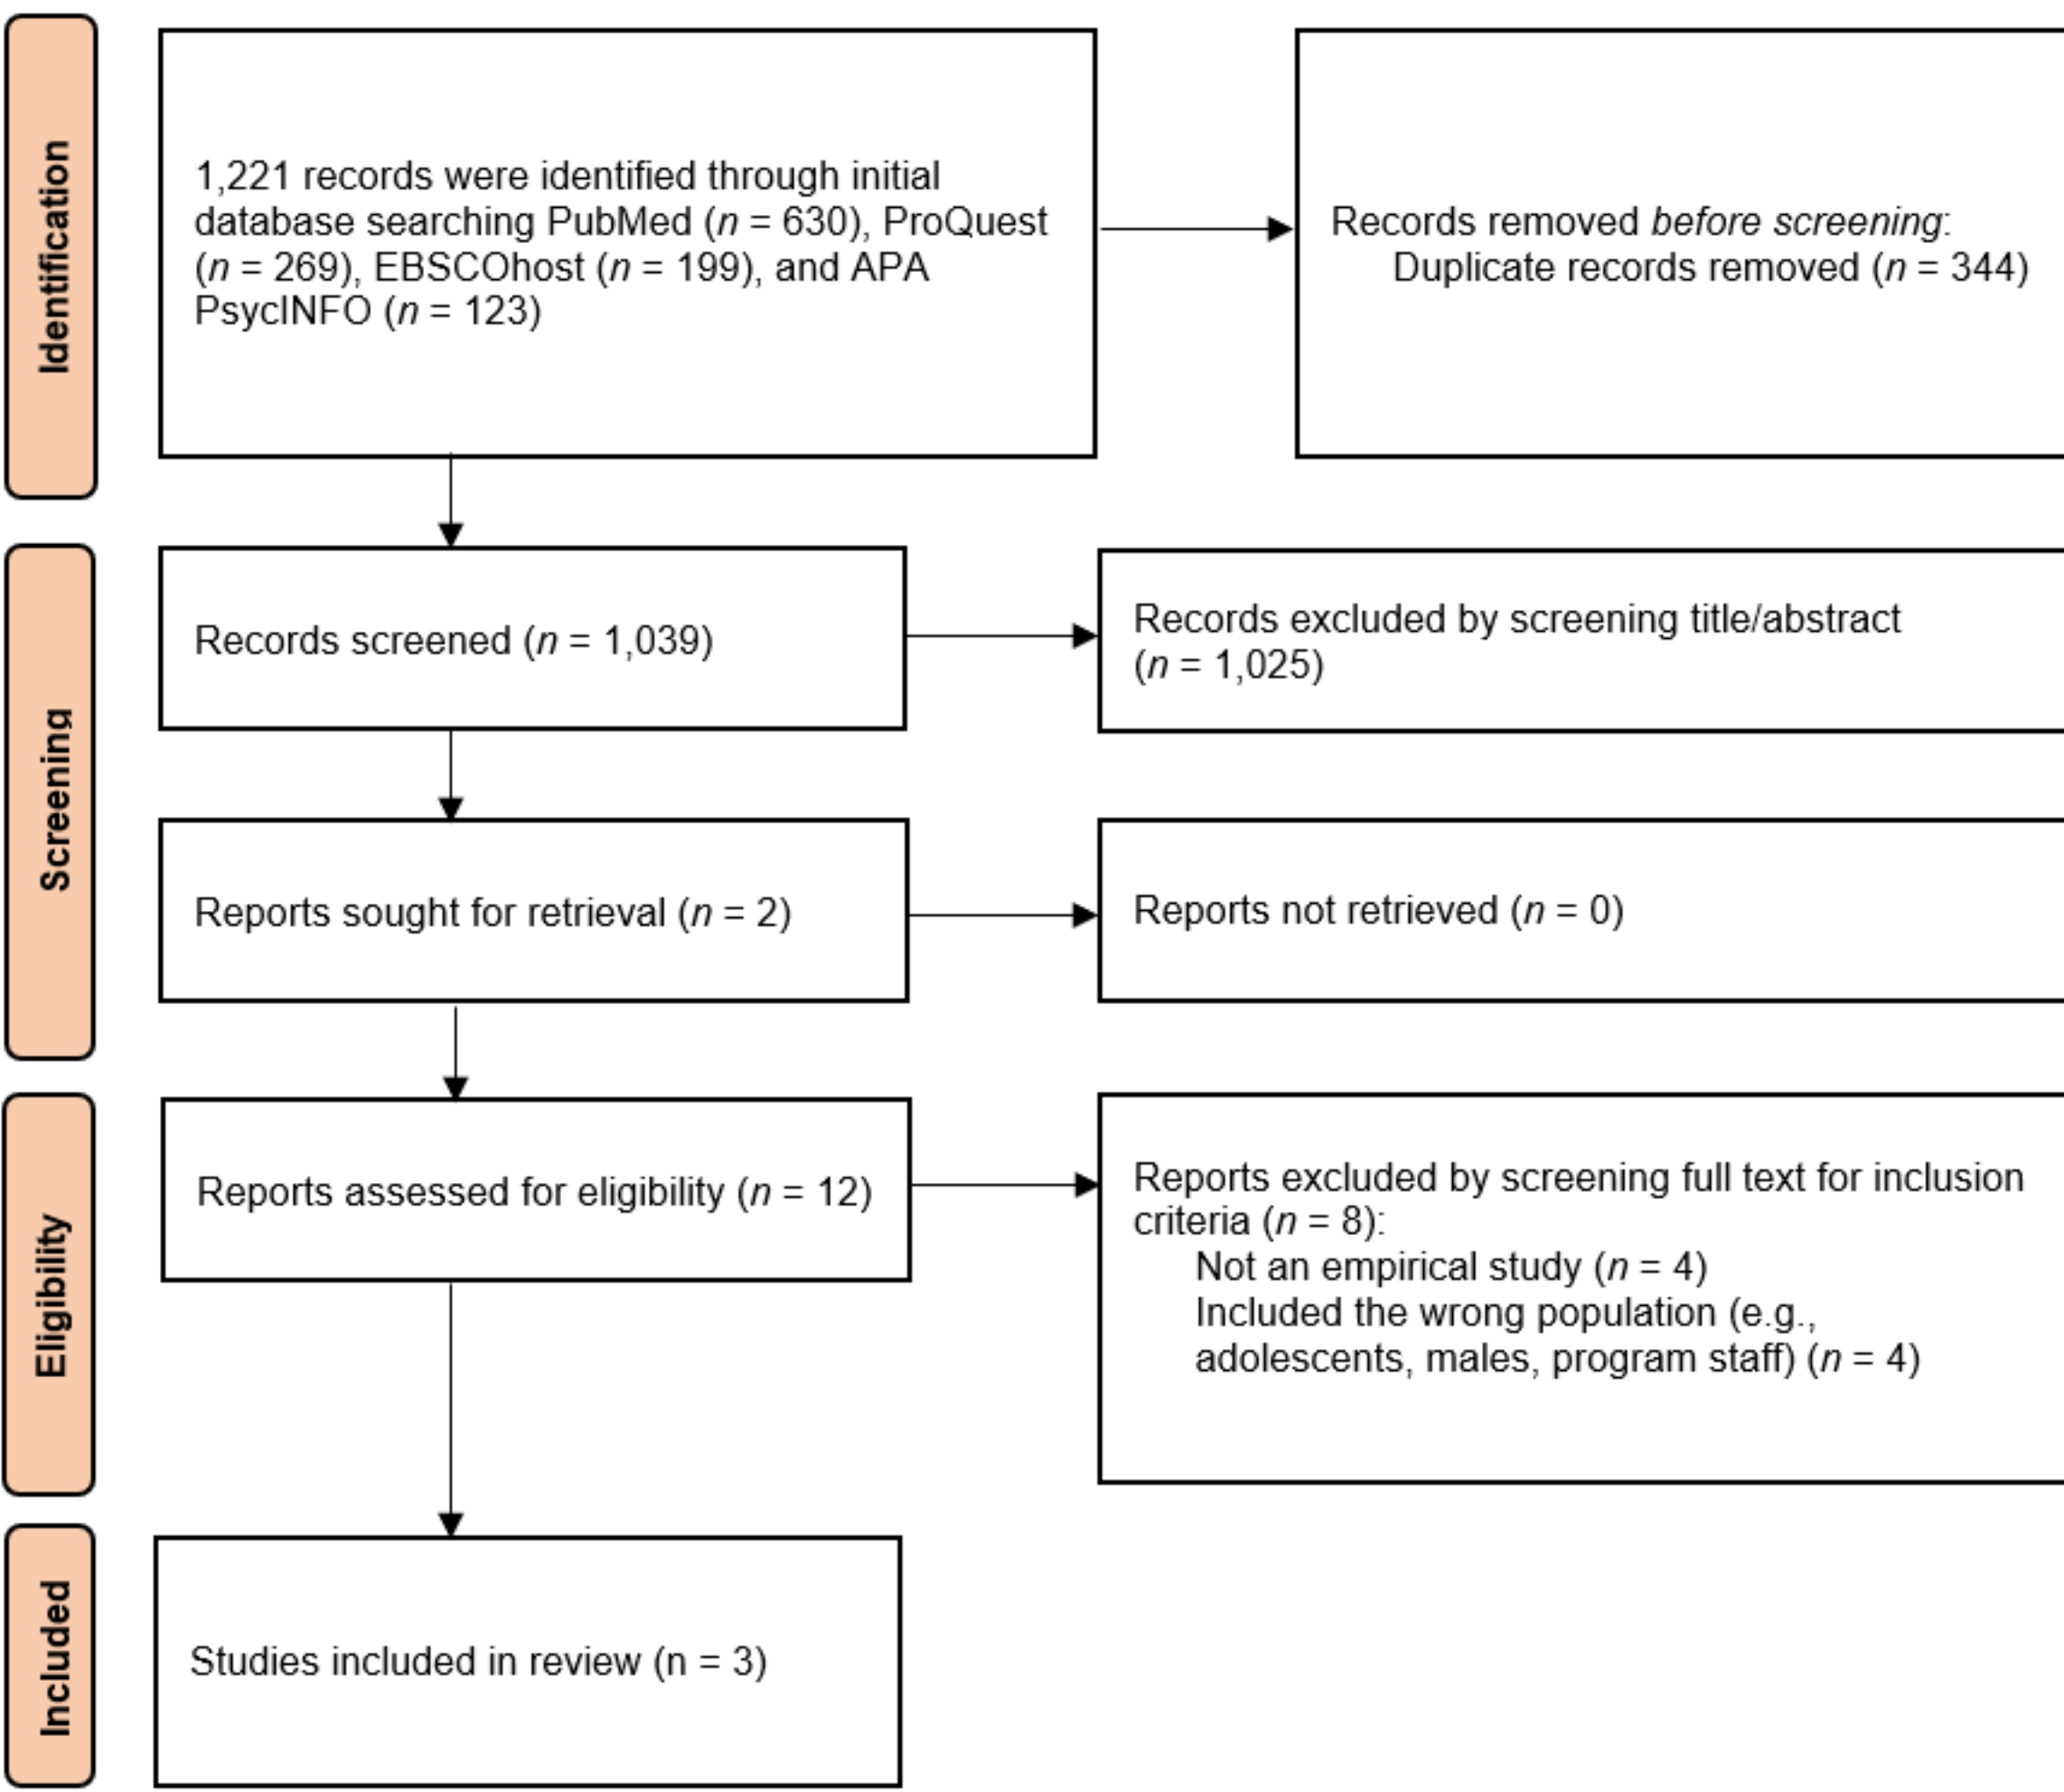 Identification
1,221 records were identified through initial
database searching PubMed (n = 630), ProQuest
(n = 269), EBSCOhost (n = 199), and APA
PsycINFO (n = 123)
Records removed before screening:
Duplicate records removed (n = 344)
Screening
Records screened (n = 1,039)
Records excluded by screening title/abstract
(n = 1,025)
Reports sought for retrieval (n = 2)
Reports not retrieved (n = 0)
Eligibility
Reports assessed for eligibility (n = 12)
Reports excluded by screening full text for inclusion
criteria (n = 8):
Not an empirical study (n = 4)
Included the wrong population (e.g.,
adolescents, males, program staff) (n = 4)
Included
Studies included in review (n = 3)